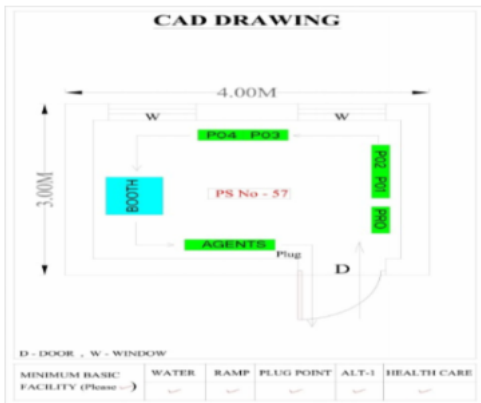 CAD DRAWING
4.00M
W W
PO4 PO3
3.00M
BOOTH
PO2 PO1
PS No - 57
PRO
AGENTS
Plug
D
D - DOOR , W - WINDOW
MINIMUM BASIC FACILITY (Please ✓) WATER RAMP PLUG POINT ALT-1 HEALTH CARE
✓ ✓ ✓ ✓ ✓